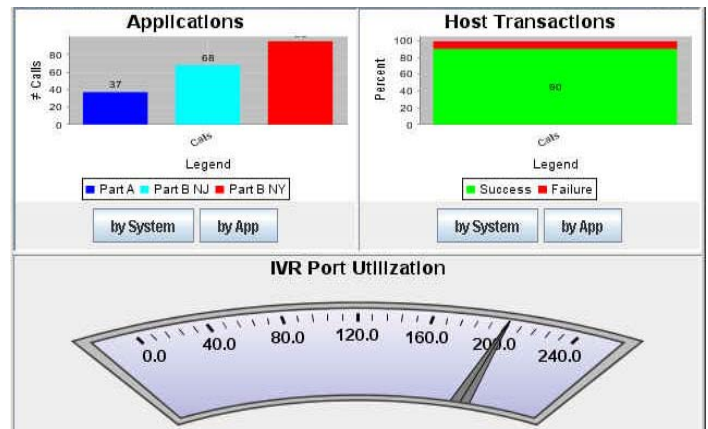 Applications
80
60
40
20
0
≠ Calls
37
68
Calls
Legend
Part A Part B NJ Part B NY
by System by App
Host Transactions
100
80
60
40
20
0
Percent
90
Calls
Legend
Success Failure
by System by App
IVR Port Utilization
0.0 40.0 80.0 120.0 160.0 200.0 240.0